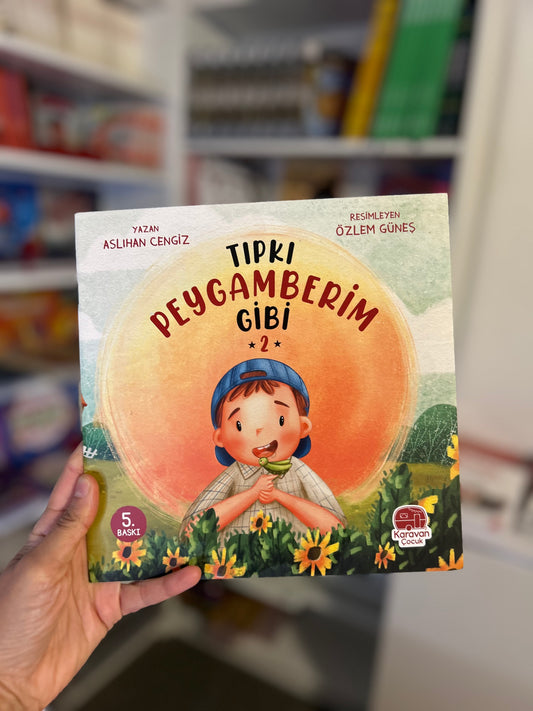 YAZAN
ASLIHAN CENGİZ
RESİMLEYEN
ÖZLEM GÜNEŞ
TIPKI
PEYGAMBERİM
GİBİ
2
5.
BASKI
Karavan
Çocuk